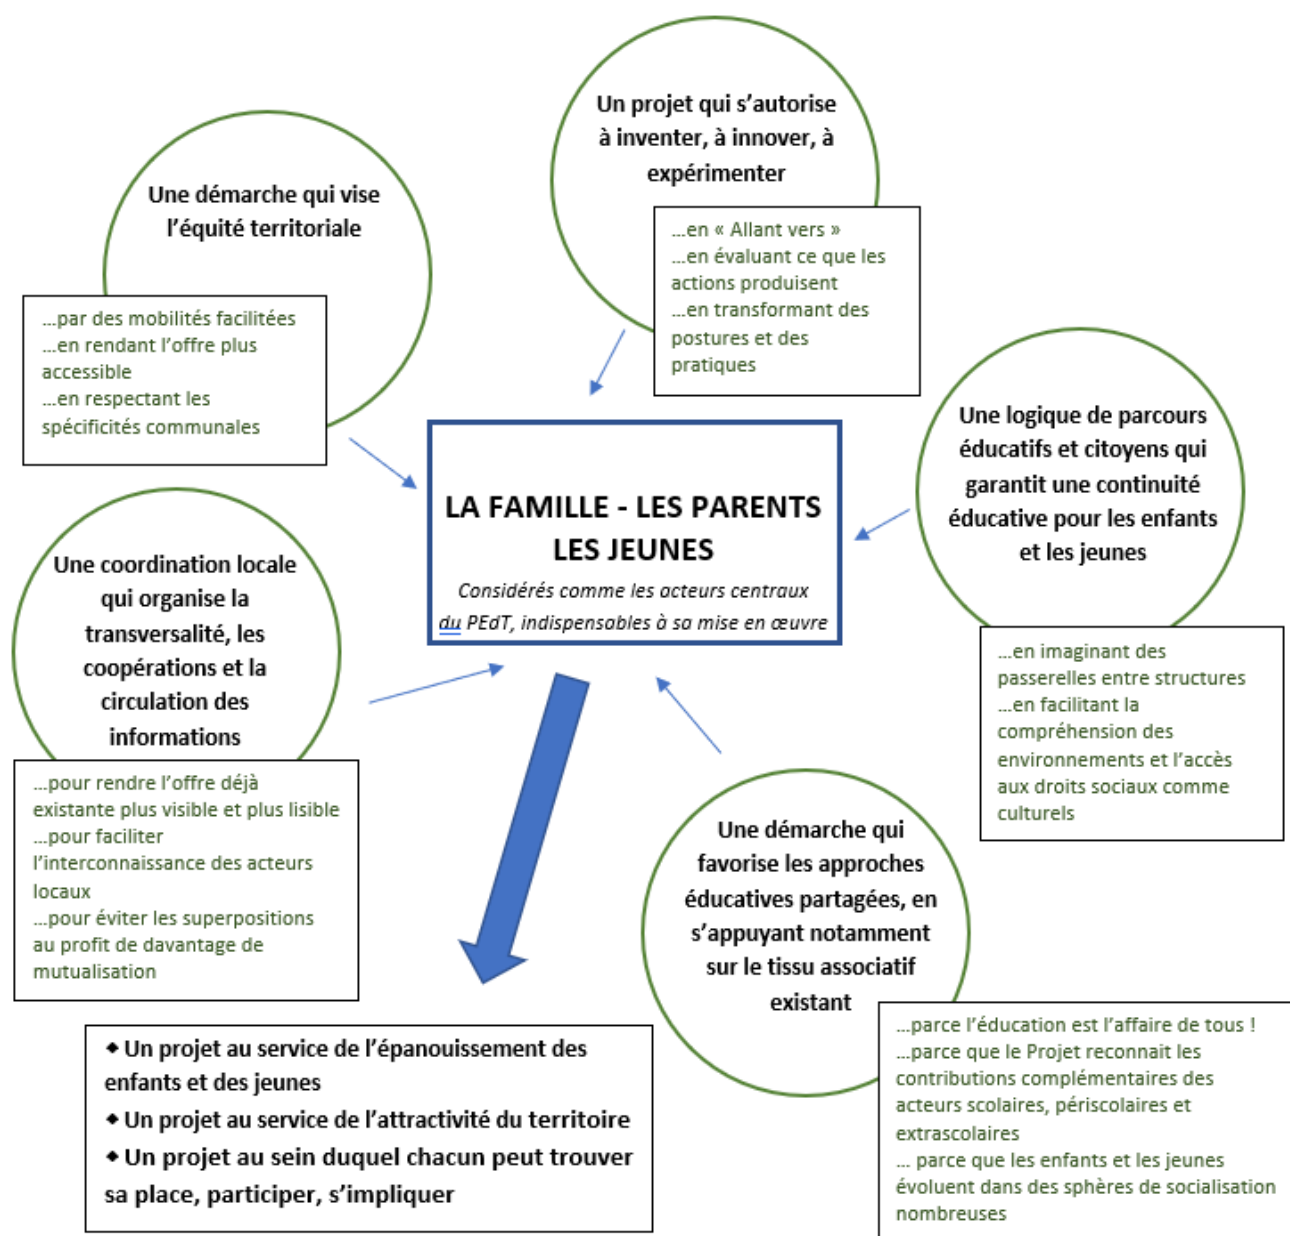 Un projet qui s’autorise
à inventer, à innover, à
expérimenter
…en « Allant vers »
…en évaluant ce que les
actions produisent
…en transformant des
postures et des
pratiques
Une démarche qui vise
l’équité territoriale
…par des mobilités facilitées
…en rendant l’offre plus
accessible
…en respectant les
spécificités communales
Une logique de parcours
éducatifs et citoyens qui
garantit une continuité
éducative pour les enfants
et les jeunes
…en imaginant des
passerelles entre structures
…en facilitant la
compréhension des
environnements et l’accès
aux droits sociaux comme
culturels
LA FAMILLE - LES PARENTS
LES JEUNES
Considérés comme les acteurs centraux
du PEdT, indispensables à sa mise en œuvre
Une coordination locale
qui organise la
transversalité, les
coopérations et la
circulation des
informations
…pour rendre l’offre déjà
existante plus visible et plus lisible
…pour faciliter
l’interconnaissance des acteurs
locaux
…pour éviter les superpositions
au profit de davantage de
mutualisation
Une démarche qui
favorise les approches
éducatives partagées, en
s’appuyant notamment
sur le tissu associatif
existant
…parce l’éducation est l’affaire de tous !
…parce que le Projet reconnait les
contributions complémentaires des
acteurs scolaires, périscolaires et
extrascolaires
… parce que les enfants et les jeunes
évoluent dans des sphères de socialisation
nombreuses
◆ Un projet au service de l’épanouissement des
enfants et des jeunes
◆ Un projet au service de l’attractivité du territoire
◆ Un projet au sein duquel chacun peut trouver
sa place, participer, s’impliquer